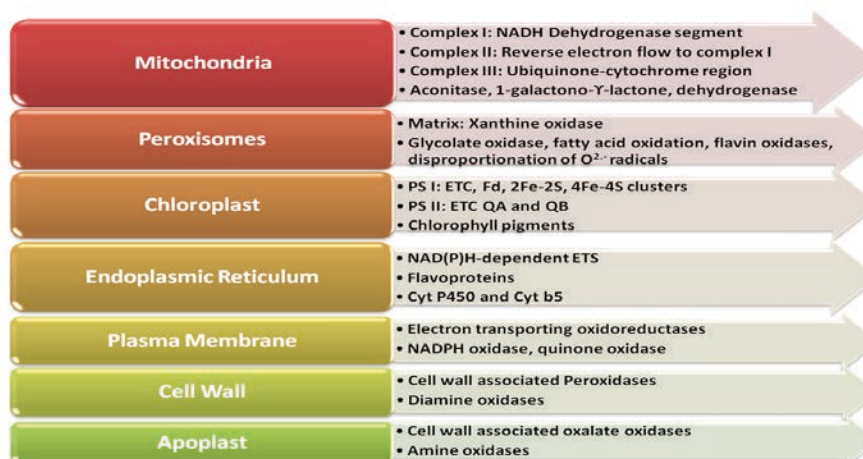 Mitochondria
• Complex I: NADH Dehydrogenase segment
• Complex II: Reverse electron flow to complex I
• Complex III: Ubiquinone-cytochrome region
• Aconitase, 1-galactono-ϒ-lactone, dehydrogenase
Peroxisomes
• Matrix: Xanthine oxidase
• Glycolate oxidase, fatty acid oxidation, flavin oxidases,
disproportionation of O²·⁻ radicals
Chloroplast
• PS I: ETC, Fd, 2Fe-2S, 4Fe-4S clusters
• PS II: ETC QA and QB
• Chlorophyll pigments
Endoplasmic Reticulum
• NAD(P)H-dependent ETS
• Flavoproteins
• Cyt P450 and Cyt b5
Plasma Membrane
• Electron transporting oxidoreductases
• NADPH oxidase, quinone oxidase
Cell Wall
• Cell wall associated Peroxidases
• Diamine oxidases
Apoplast
• Cell wall associated oxalate oxidases
• Amine oxidases